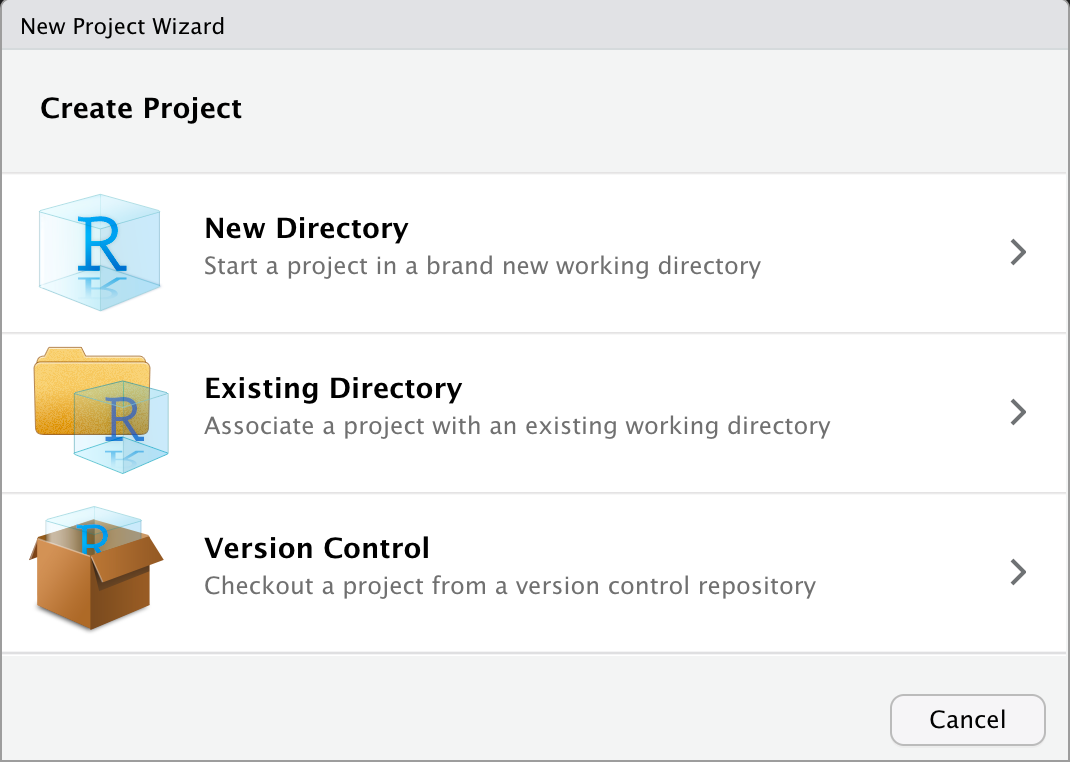 New Project Wizard
Create Project
R
New Directory
Start a project in a brand new working directory
R
Existing Directory
Associate a project with an existing working directory
R
Version Control
Checkout a project from a version control repository
Cancel